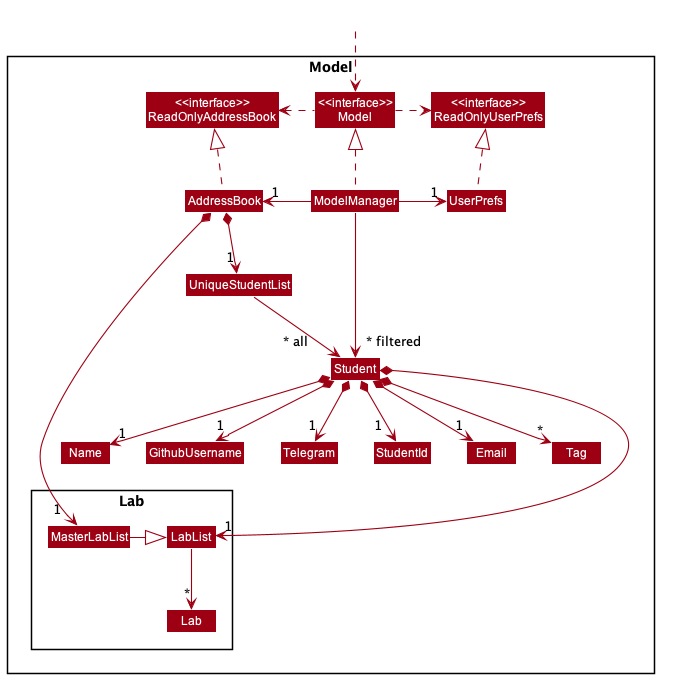 Model
<<interface>>
ReadOnlyAddressBook
<<interface>>
Model
<<interface>>
ReadOnlyUserPrefs
AddressBook
1
ModelManager
1
UserPrefs
1
UniqueStudentList
* all
* filtered
Student
1
1
1
1
1
*
Name
GithubUsername
Telegram
StudentId
Email
Tag
Lab
1
1
MasterLabList
LabList
*
Lab